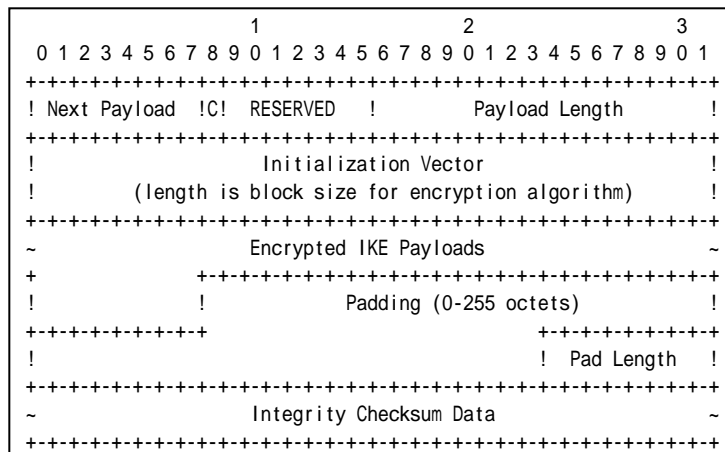 1                   2                   3
 0 1 2 3 4 5 6 7 8 9 0 1 2 3 4 5 6 7 8 9 0 1 2 3 4 5 6 7 8 9 0 1
+-+-+-+-+-+-+-+-+-+-+-+-+-+-+-+-+-+-+-+-+-+-+-+-+-+-+-+-+-+-+-+-+
! Next Payload  !C!  RESERVED   !         Payload Length        !
+-+-+-+-+-+-+-+-+-+-+-+-+-+-+-+-+-+-+-+-+-+-+-+-+-+-+-+-+-+-+-+-+
!                     Initialization Vector                     !
!         (length is block size for encryption algorithm)       !
+-+-+-+-+-+-+-+-+-+-+-+-+-+-+-+-+-+-+-+-+-+-+-+-+-+-+-+-+-+-+-+-+
~                    Encrypted IKE Payloads                     ~
+               +-+-+-+-+-+-+-+-+-+-+-+-+-+-+-+-+-+-+-+-+-+-+-+-+
!               !             Padding (0-255 octets)            !
+-+-+-+-+-+-+-+-+                               +-+-+-+-+-+-+-+-+
!                                               !  Pad Length   !
+-+-+-+-+-+-+-+-+-+-+-+-+-+-+-+-+-+-+-+-+-+-+-+-+-+-+-+-+-+-+-+-+
~                    Integrity Checksum Data                    ~
+-+-+-+-+-+-+-+-+-+-+-+-+-+-+-+-+-+-+-+-+-+-+-+-+-+-+-+-+-+-+-+-+